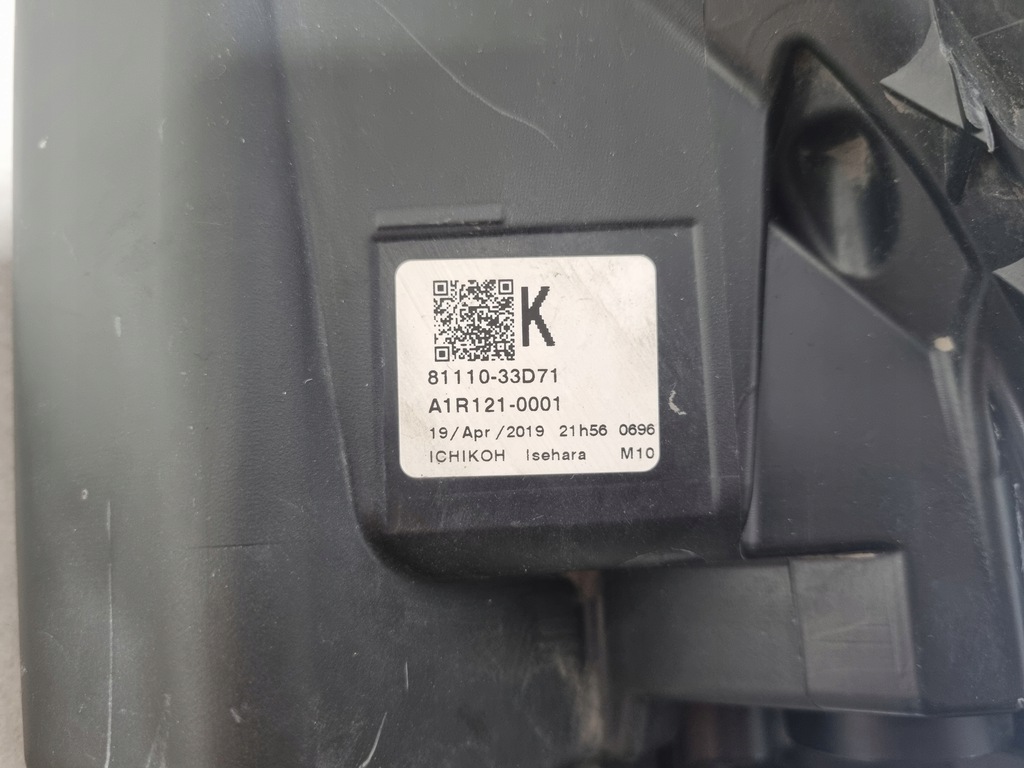 K
81110-33D71
A1R121-0001
19/Apr/2019 21h56 0696
ICHIKOH Isehara M10